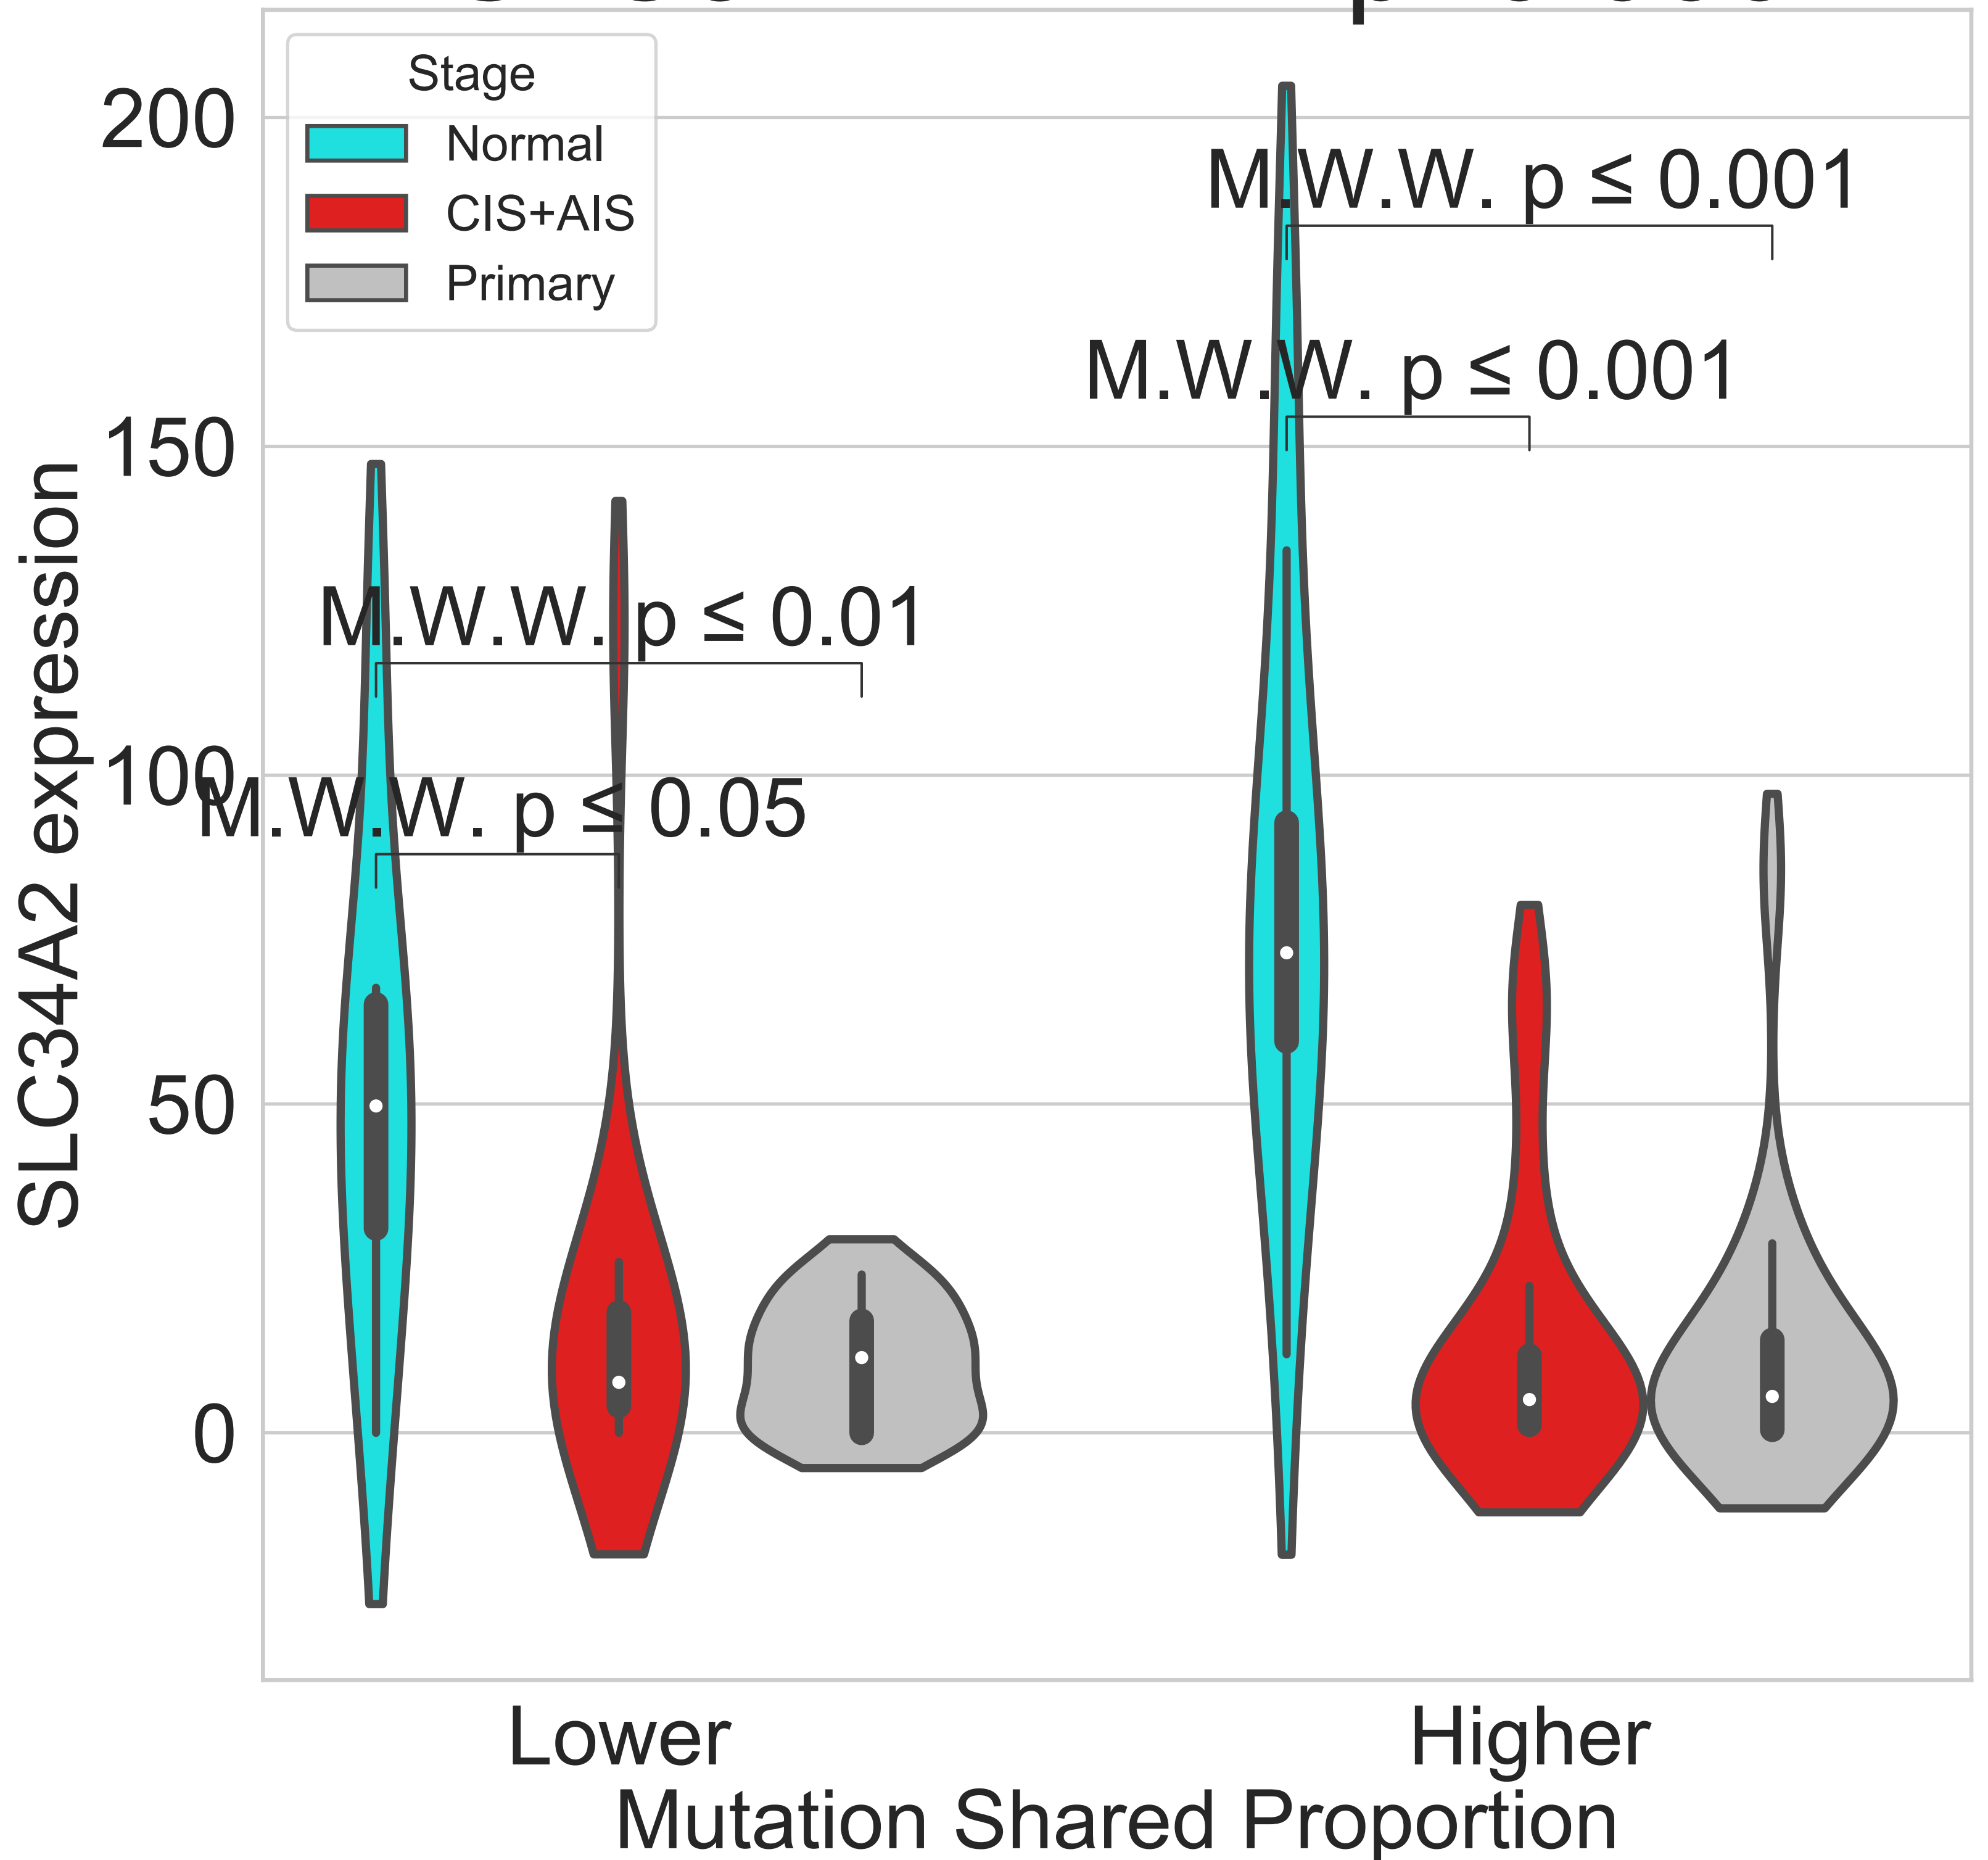 Stage
Normal
CIS+AIS
Primary
200
150
100
50
0
SLC34A2 expression
M.W.W. p ≤ 0.001
M.W.W. p ≤ 0.001
M.W.W. p ≤ 0.01
M.W.W. p ≤ 0.05
Lower
Higher
Mutation Shared Proportion